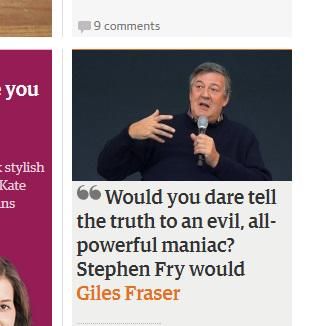 9 comments
e you
Would you dare tell
the truth to an evil, all-
powerful maniac?
Stephen Fry would
Giles Fraser
stylish
Kate
ns